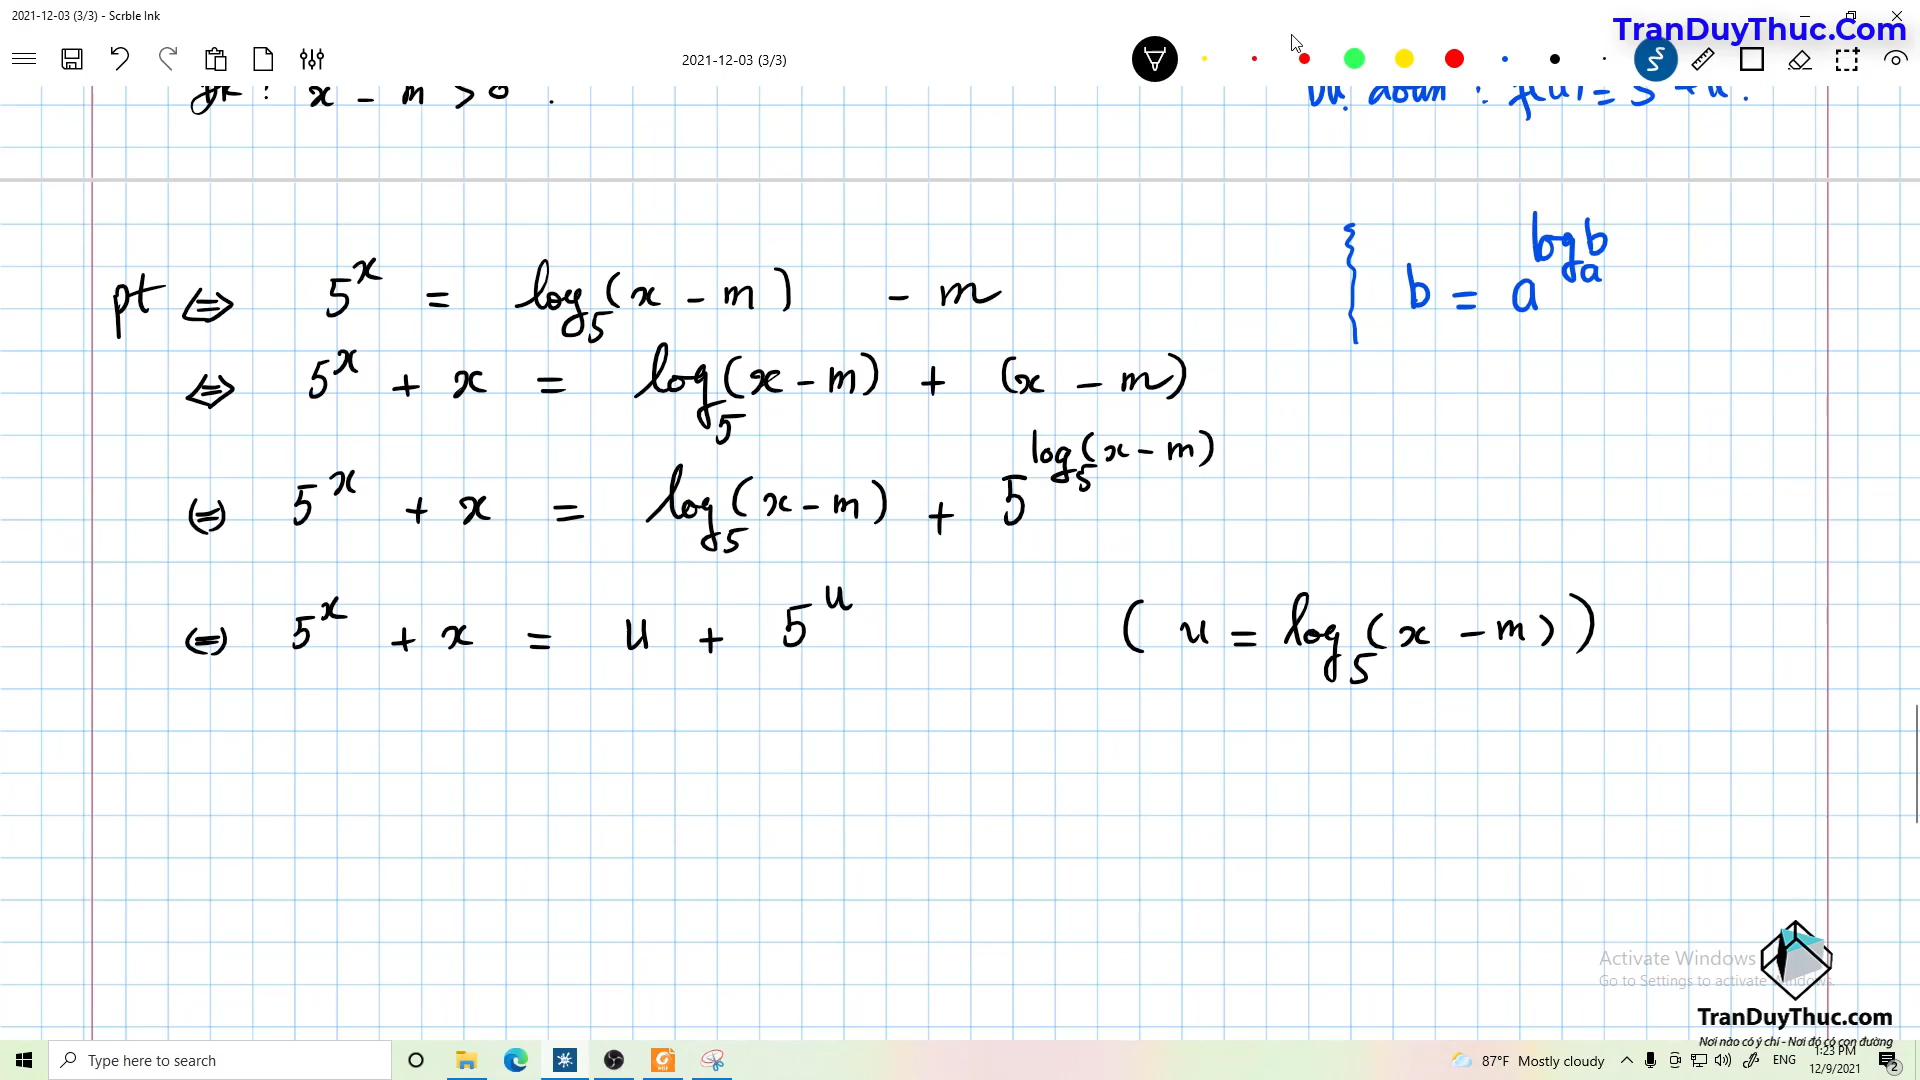 2021-12-03 (3/3) - Scrble Ink
TranDuyThuc.Com
2021-12-03 (3/3)
đk : x - m > 0 .
pt ⇔ 5^x = log_5(x - m) - m
b = a^{log_a b}
⇔ 5^x + x = log_5(x - m) + (x - m)
⇔ 5^x + x = log_5(x - m) + 5^{log_5(x - m)}
⇔ 5^x + x = u + 5^u ( u = log_5(x - m) )
Activate Windows
Go to Settings to activate Windows.
TranDuyThuc.com
Nơi nào có ý chí - Nơi đó có con đường
Type here to search
87°F Mostly cloudy
ENG
1:23 PM
12/9/2021
2